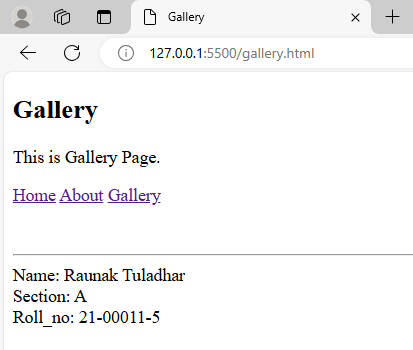 Gallery
127.0.0.1:5500/gallery.html
Gallery
This is Gallery Page.
Home About Gallery
Name: Raunak Tuladhar
Section: A
Roll_no: 21-00011-5